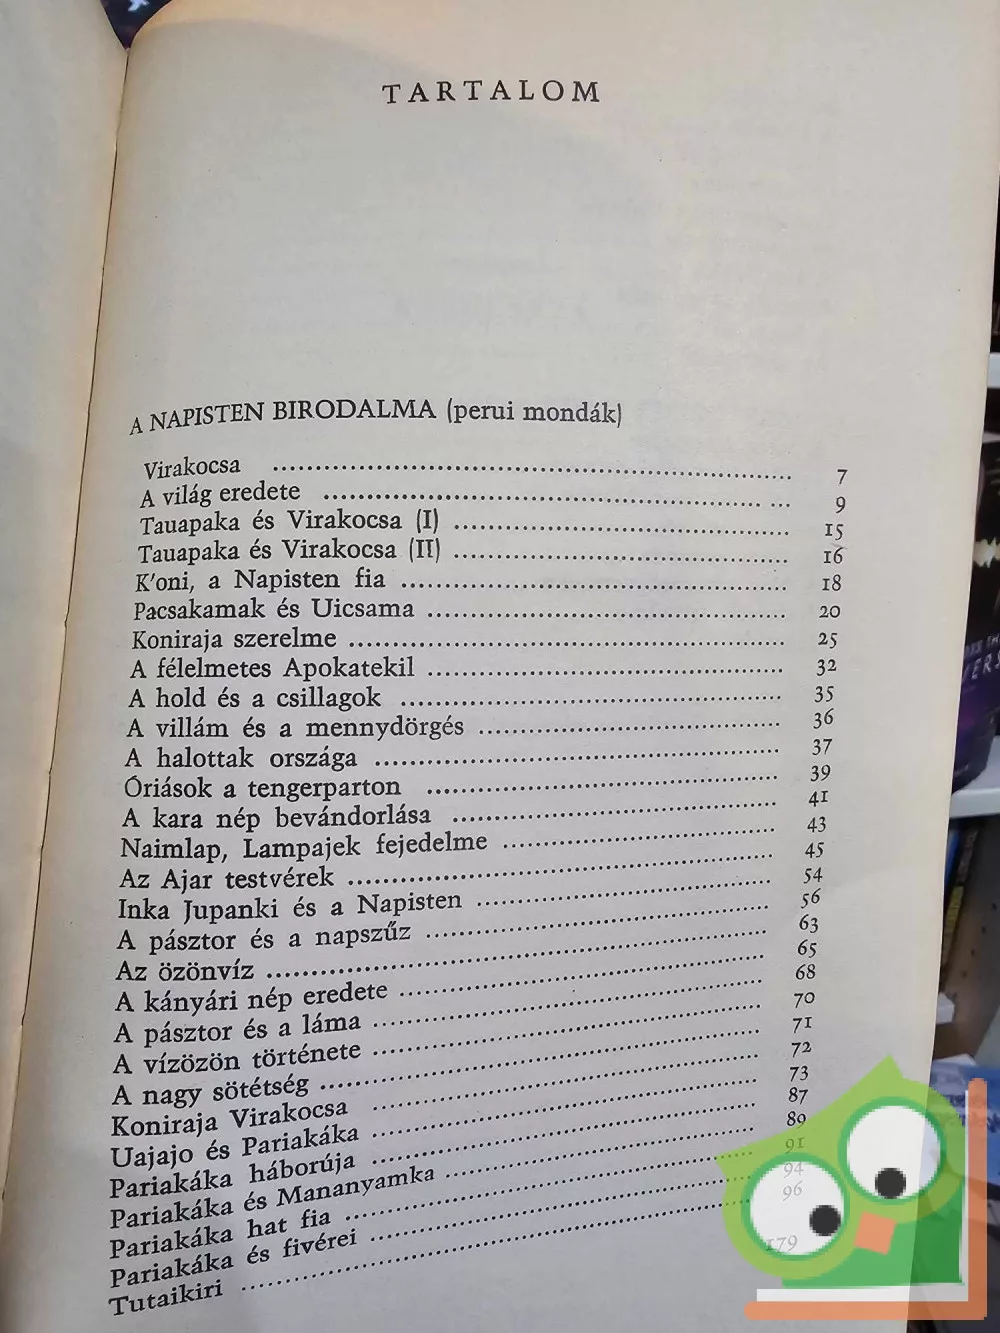 TARTALOM
A NAPISTEN BIRODALMA (perui mondák)
Virakocsa ........ 7
A világ eredete ........ 9
Tauapaka és Virakocsa (I) ........ 15
Tauapaka és Virakocsa (II) ........ 16
K'oni, a Napisten fia ........ 18
Pacsakamak és Uicsama ........ 20
Koniraja szerelme ........ 25
A félelmetes Apokatekil ........ 32
A hold és a csillagok ........ 35
A villám és a mennydörgés ........ 36
A halottak országa ........ 37
Óriások a tengerparton ........ 39
A kara nép bevándorlása ........ 41
Naimlap, Lampajek fejedelme ........ 43
Az Ajar testvérek ........ 45
Inka Jupanki és a Napisten ........ 54
A pásztor és a napszűz ........ 56
Az özönvíz ........ 63
A kányári nép eredete ........ 65
A pásztor és a láma ........ 68
A vízözön története ........ 70
A nagy sötétség ........ 71
Koniraja Virakocsa ........ 72
Uajajo és Pariakáka ........ 73
Pariakáka háborúja ........ 87
Pariakáka és Mananyamka ........ 89
Pariakáka hat fia ........ 91
Pariakáka és fivérei ........ 94
Tutaikiri ........ 96
179